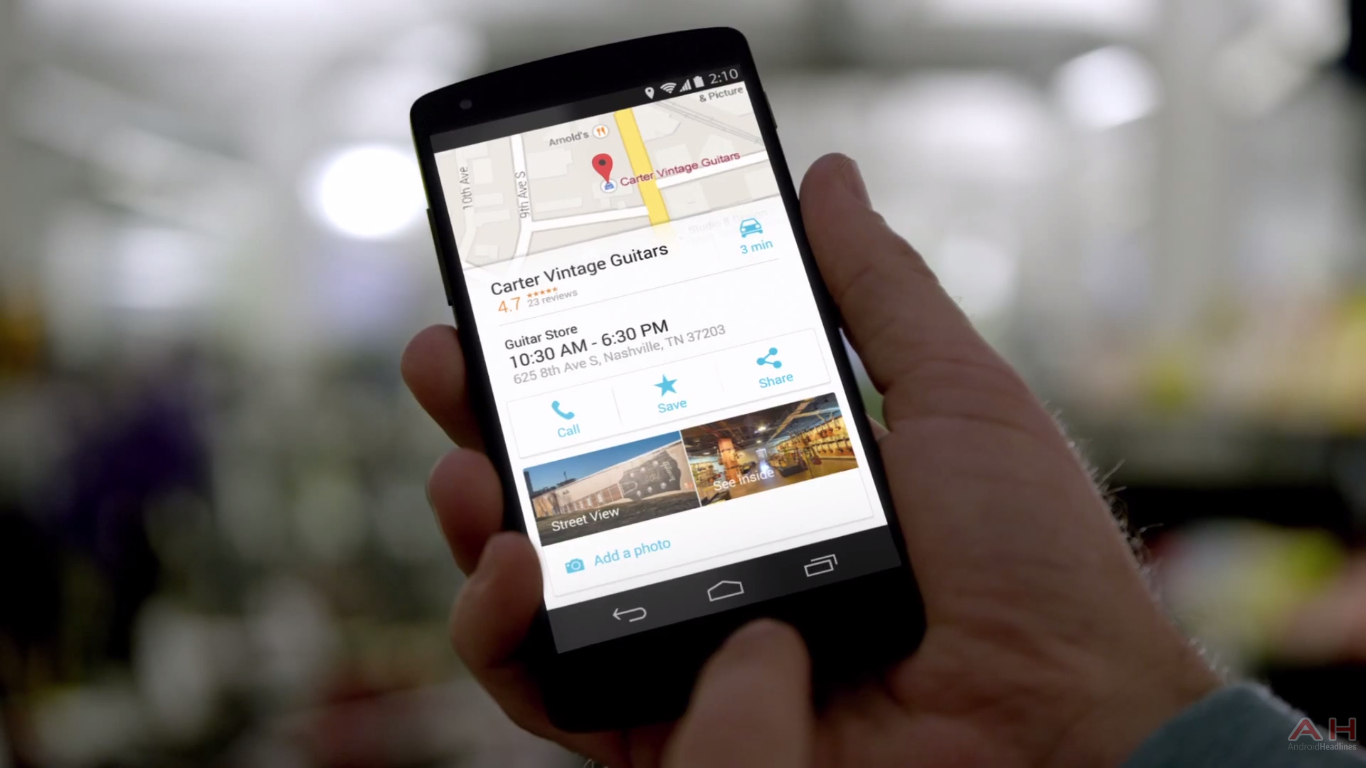 2:10
& Picture
Arnold's
10th Ave
9th Ave S
Carter Vintage Guitars
Carter Vintage Guitars
3 min
4.7
23 reviews
Guitar Store
10:30 AM - 6:30 PM
625 8th Ave S, Nashville, TN 37203
Call
Save
Share
Street View
See Inside
Add a photo
AH
AndroidHeadlines